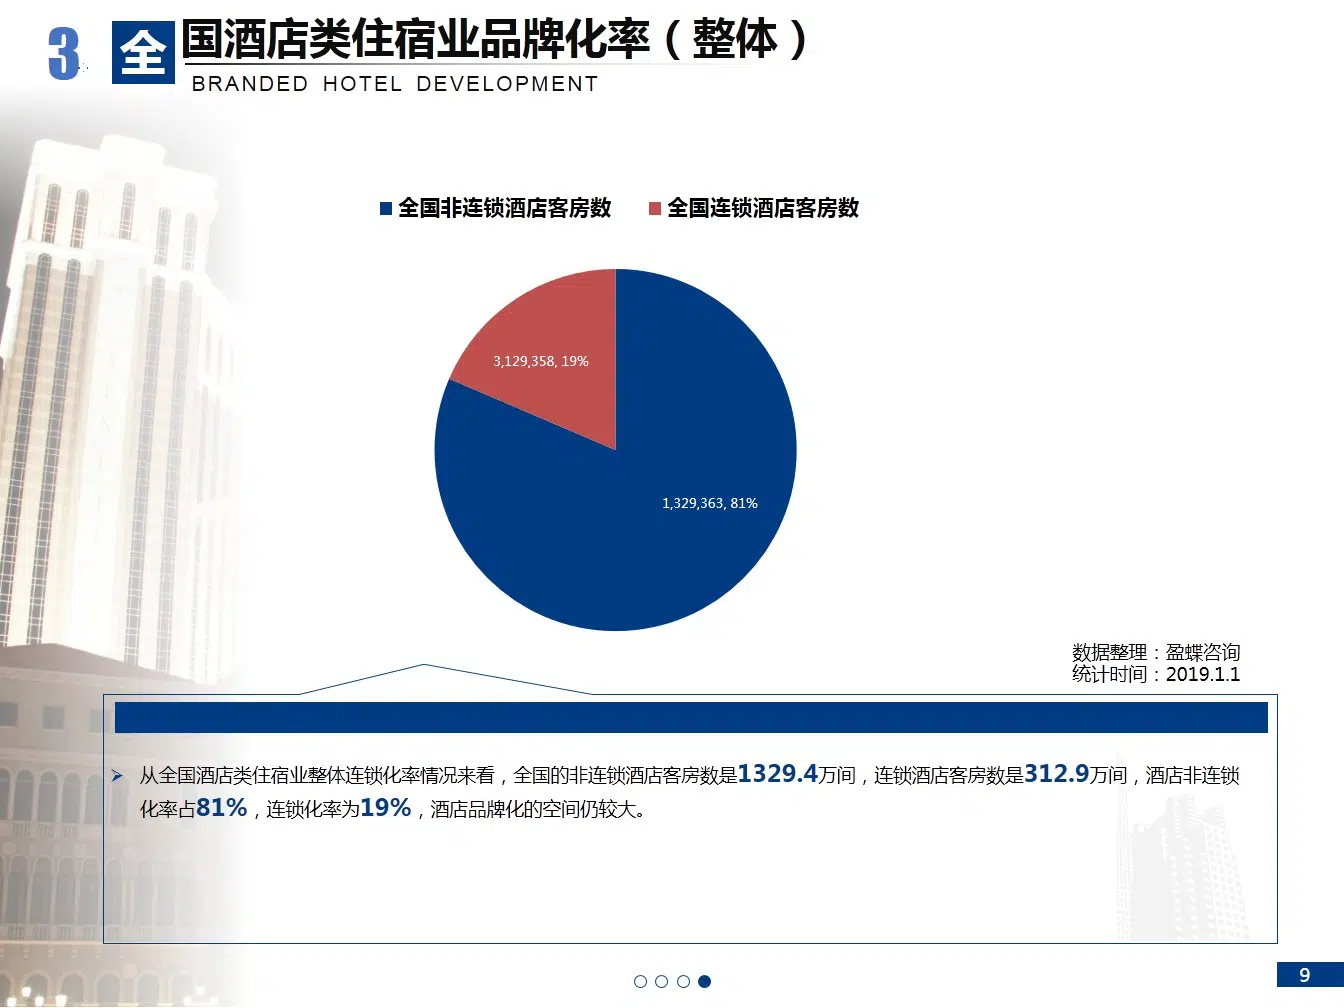 3
全国酒店类住宿业品牌化率（整体）
BRANDED HOTEL DEVELOPMENT
全国非连锁酒店客房数 全国连锁酒店客房数
3,129,358, 19%
1,329,363, 81%
数据整理：盈蝶咨询
统计时间：2019.1.1
从全国酒店类住宿业整体连锁化率情况来看，全国的非连锁酒店客房数是1329.4万间，连锁酒店客房数是312.9万间，酒店非连锁
化率占81%，连锁化率为19%，酒店品牌化的空间仍较大。
9